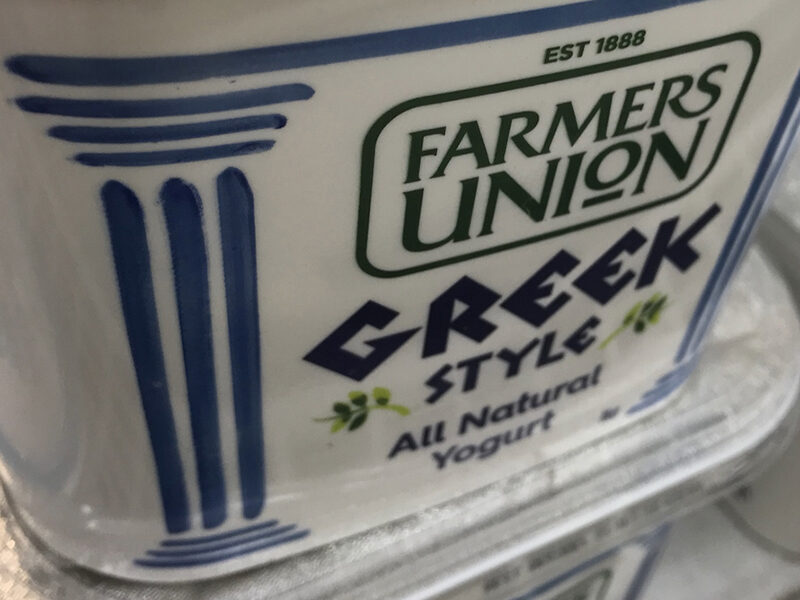 EST 1888
FARMERS
UNION
GREEK
STYLE
All Natural
Yogurt